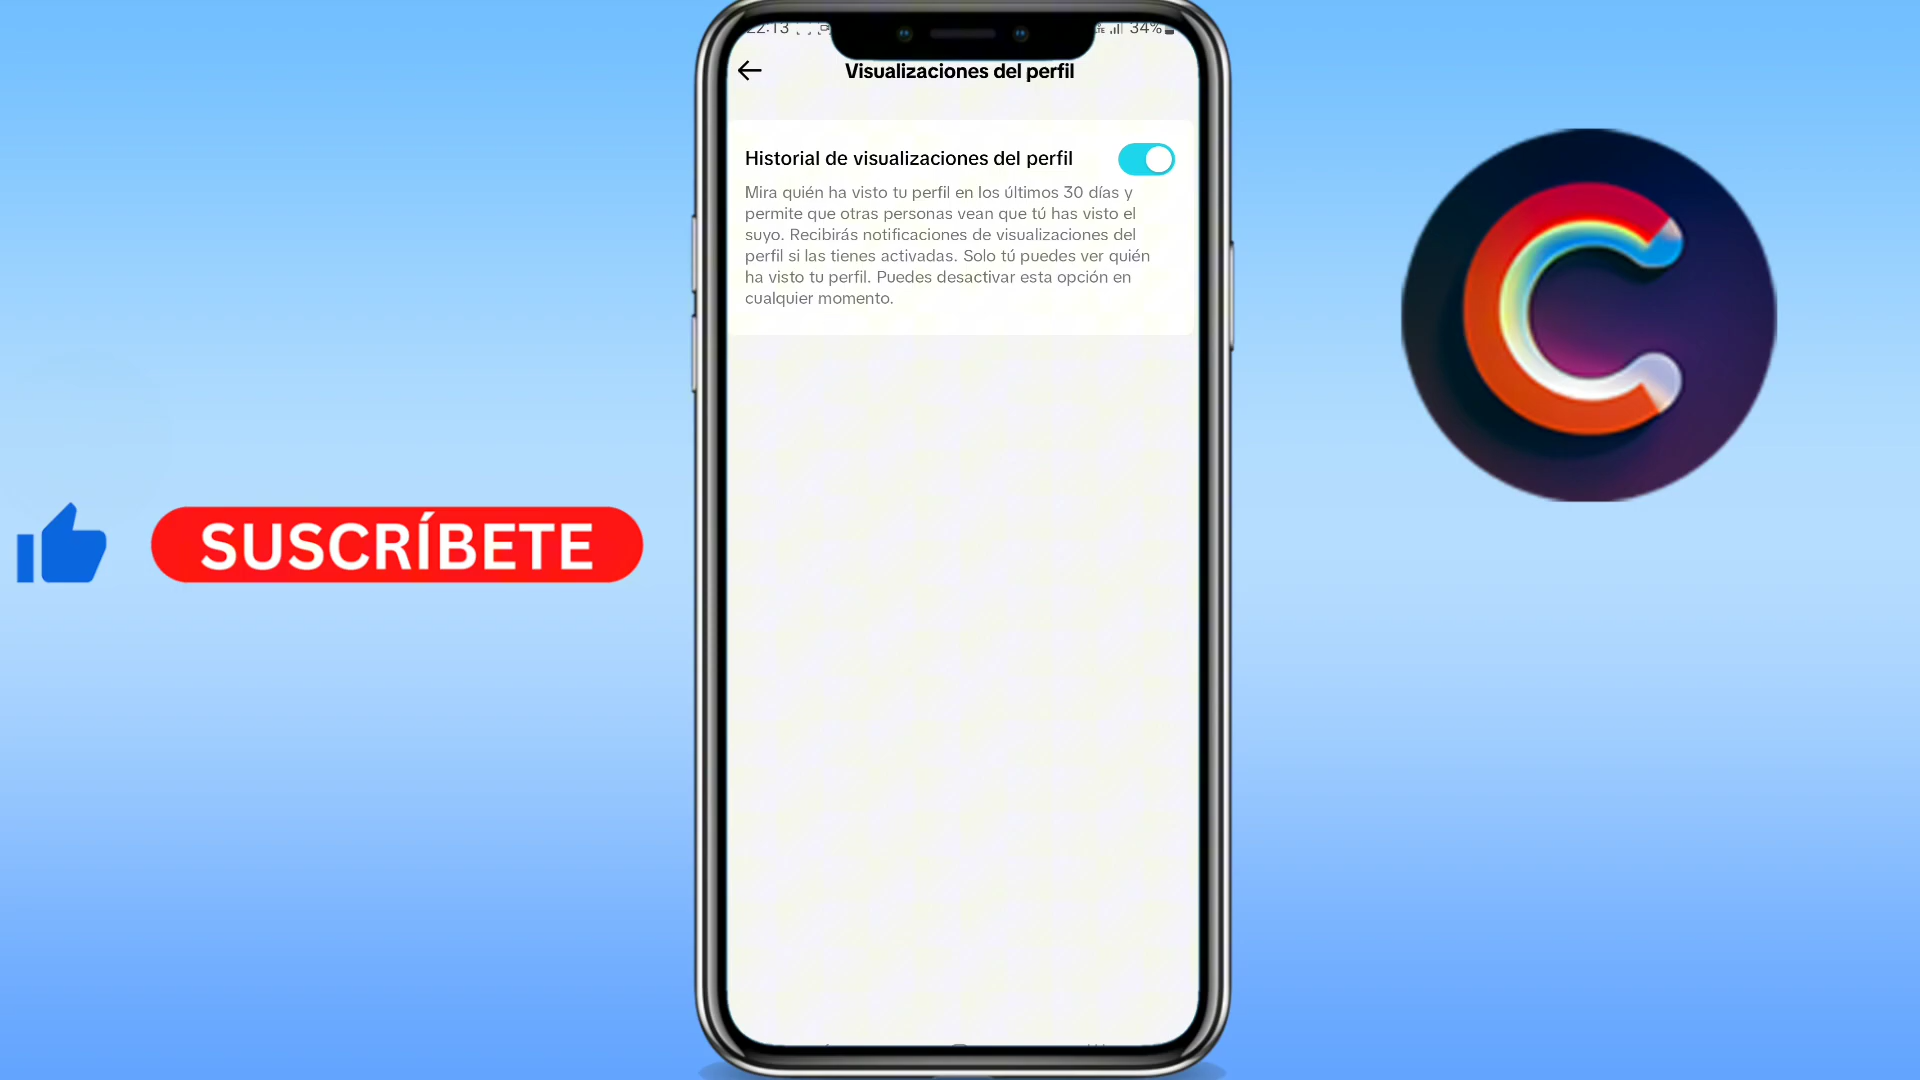 22:13 34%
Visualizaciones del perfil
Historial de visualizaciones del perfil
Mira quién ha visto tu perfil en los últimos 30 días y
permite que otras personas vean que tú has visto el
suyo. Recibirás notificaciones de visualizaciones del
perfil si las tienes activadas. Solo tú puedes ver quién
ha visto tu perfil. Puedes desactivar esta opción en
cualquier momento.
SUSCRÍBETE
C